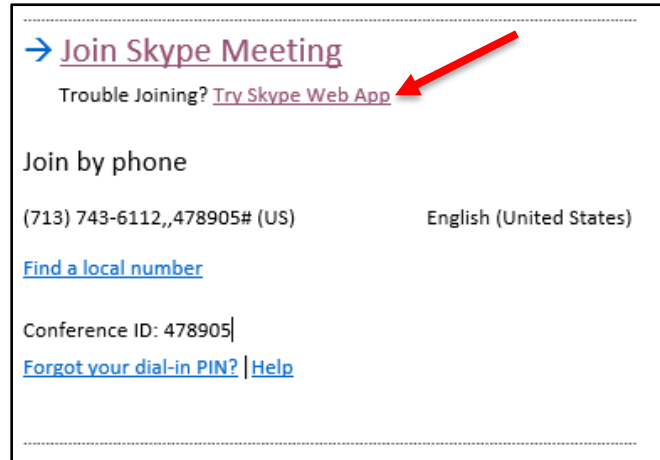 → Join Skype Meeting
Trouble Joining? Try Skype Web App
Join by phone
(713) 743-6112,,478905# (US) English (United States)
Find a local number
Conference ID: 478905
Forgot your dial-in PIN? | Help